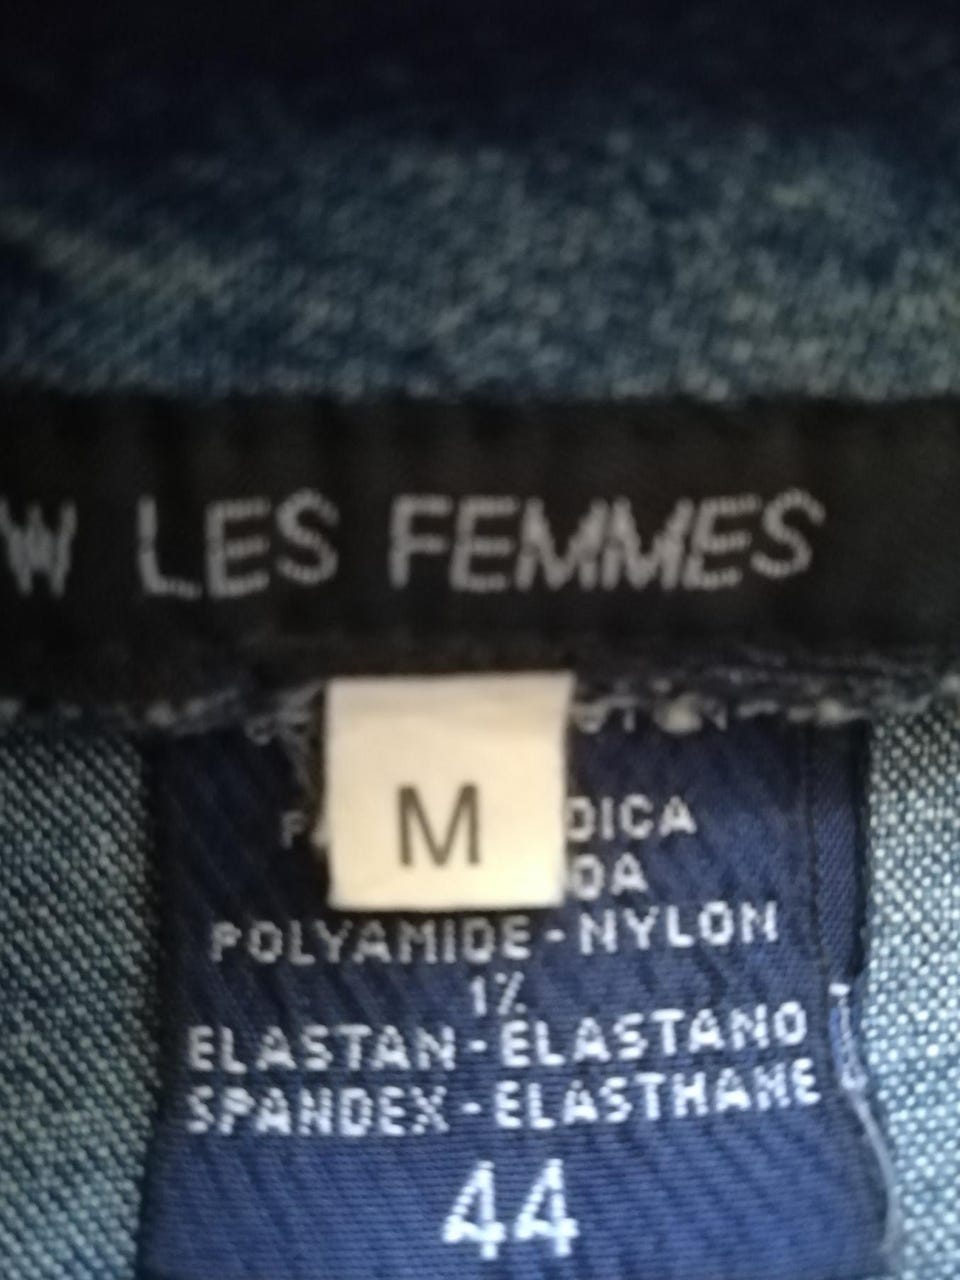 W LES FEMMES
M
DICA
DA
POLYAMIDE - NYLON
1%
ELASTAN - ELASTANO
SPANDEX - ELASTHANE
44